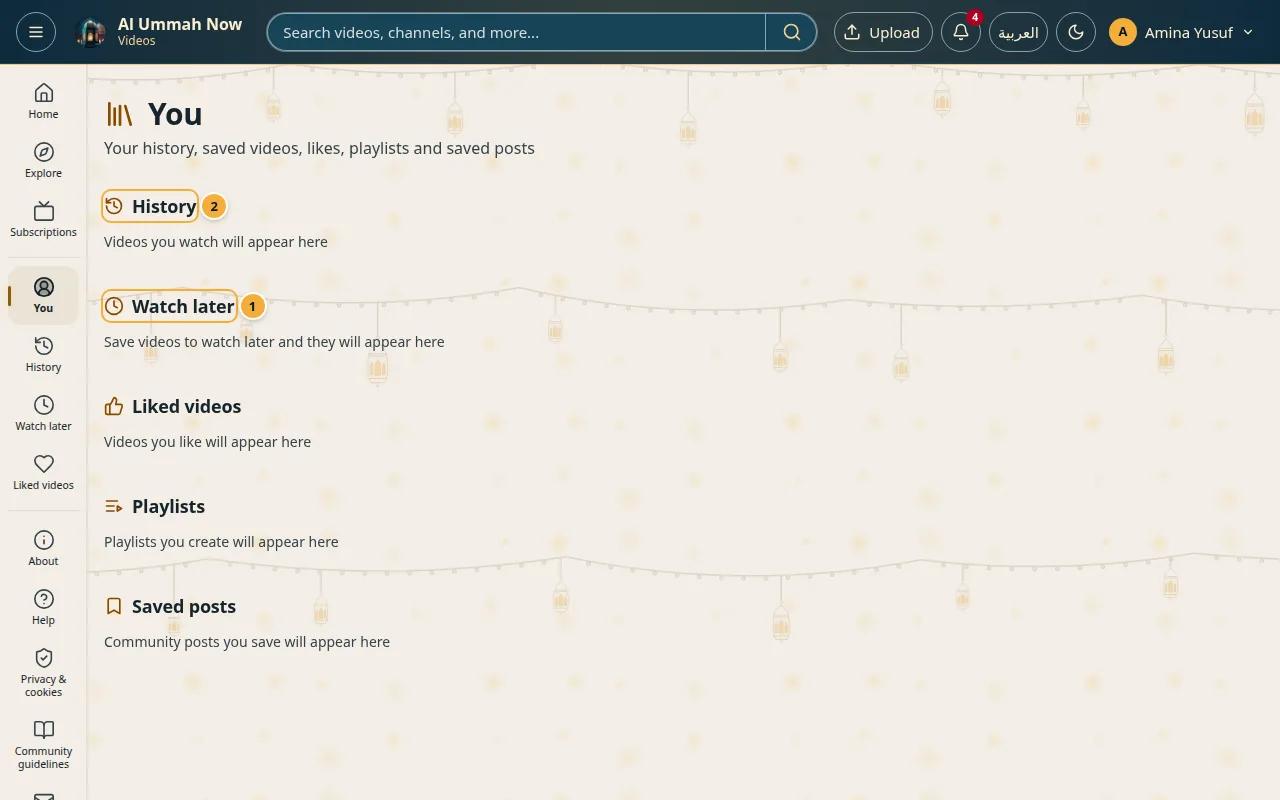 Al Ummah Now
Videos
Search videos, channels, and more...
Upload
4
العربية
A
Amina Yusuf
Home
Explore
Subscriptions
You
History
Watch later
Liked videos
About
Help
Privacy &
cookies
Community
guidelines
You
Your history, saved videos, likes, playlists and saved posts
History
2
Videos you watch will appear here
Watch later
1
Save videos to watch later and they will appear here
Liked videos
Videos you like will appear here
Playlists
Playlists you create will appear here
Saved posts
Community posts you save will appear here